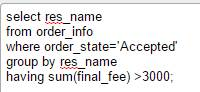 select res_name
from order_info
where order_state='Accepted'
group by res_name
having sum(final_fee) >3000;